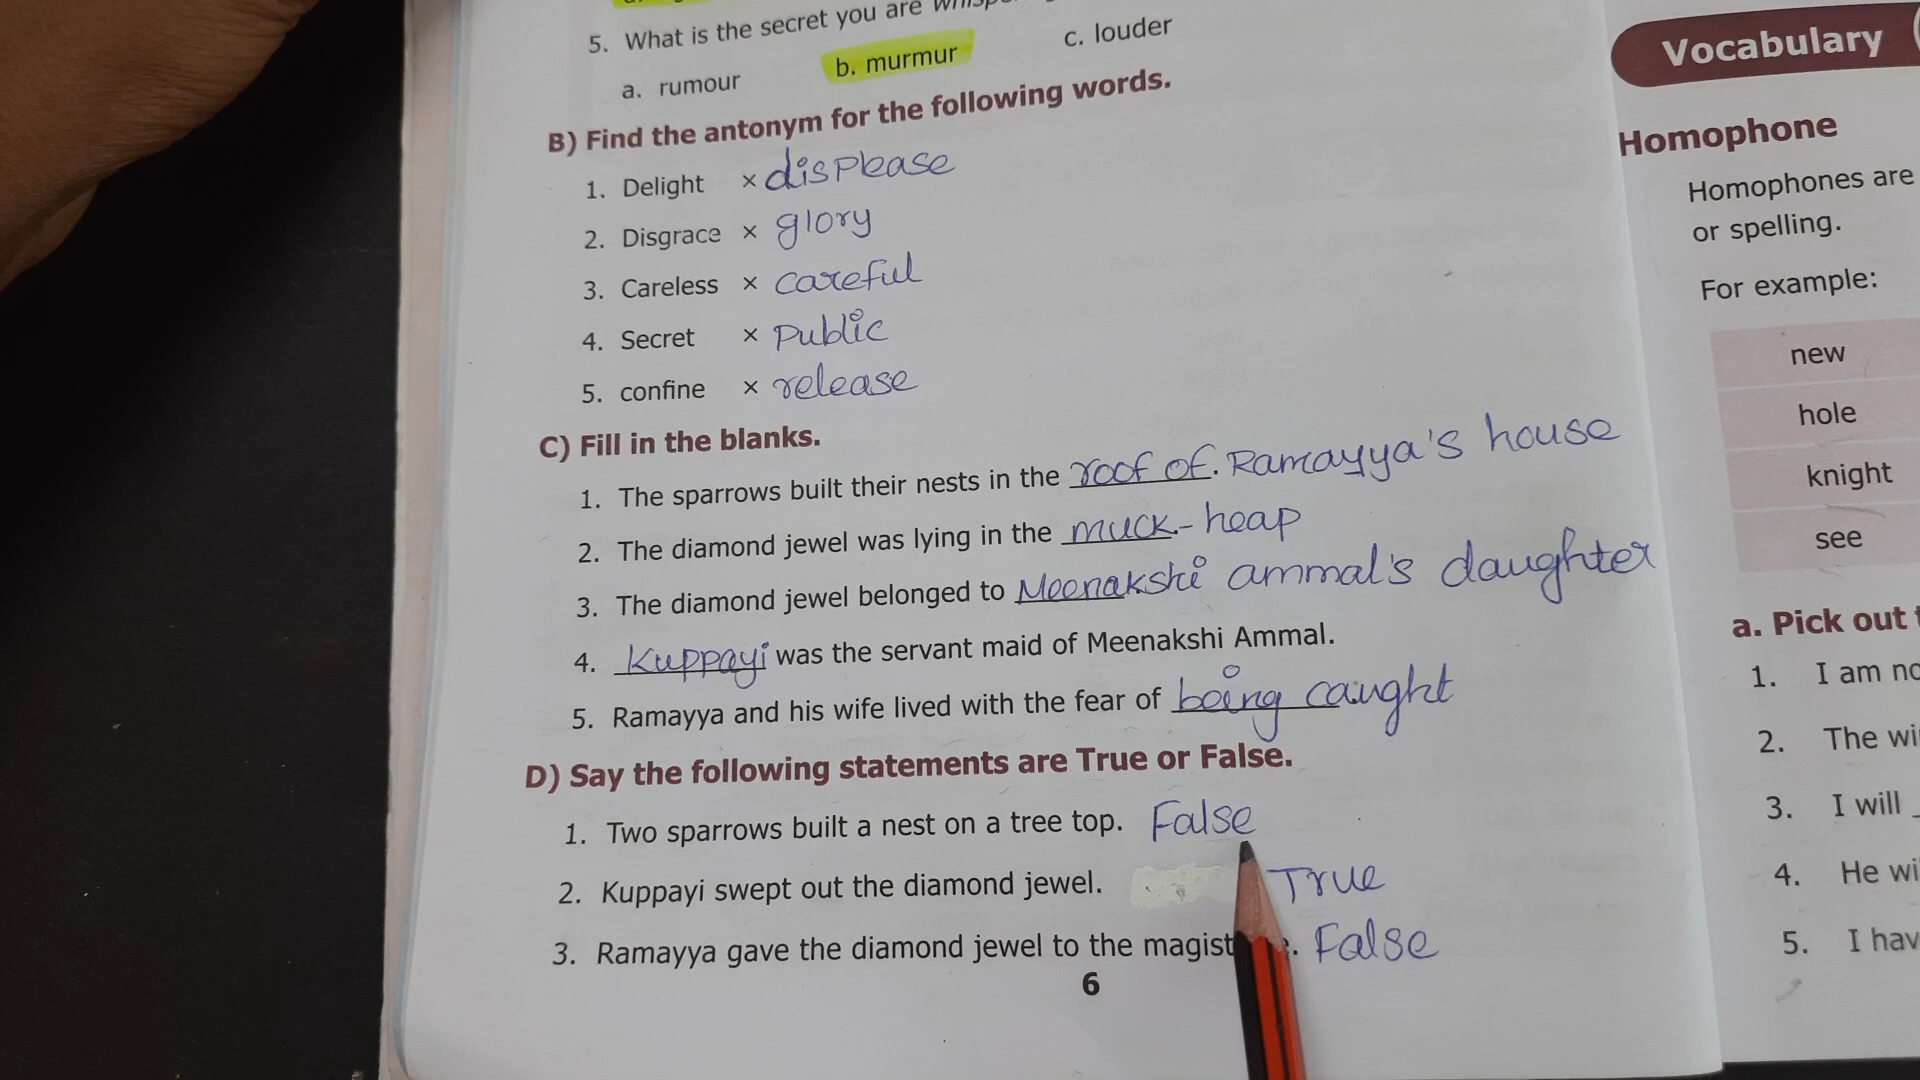 5. What is the secret you are
a. rumour b. murmur c. louder
B) Find the antonym for the following words.
1. Delight × displease
2. Disgrace × glory
3. Careless × careful
4. Secret × Public
5. confine × release
C) Fill in the blanks.
1. The sparrows built their nests in the roof of. Ramayya's house
2. The diamond jewel was lying in the muck-heap
3. The diamond jewel belonged to Meenakshi ammal's daughter
4. Kuppayi was the servant maid of Meenakshi Ammal.
5. Ramayya and his wife lived with the fear of being caught
D) Say the following statements are True or False.
1. Two sparrows built a nest on a tree top. False
2. Kuppayi swept out the diamond jewel. True
3. Ramayya gave the diamond jewel to the False
6
Vocabulary
Homophone
Homophones are
or spelling.
For example:
new
hole
knight
see
a. Pick out
1. I am
2. The
3. I will
4. He
5. I